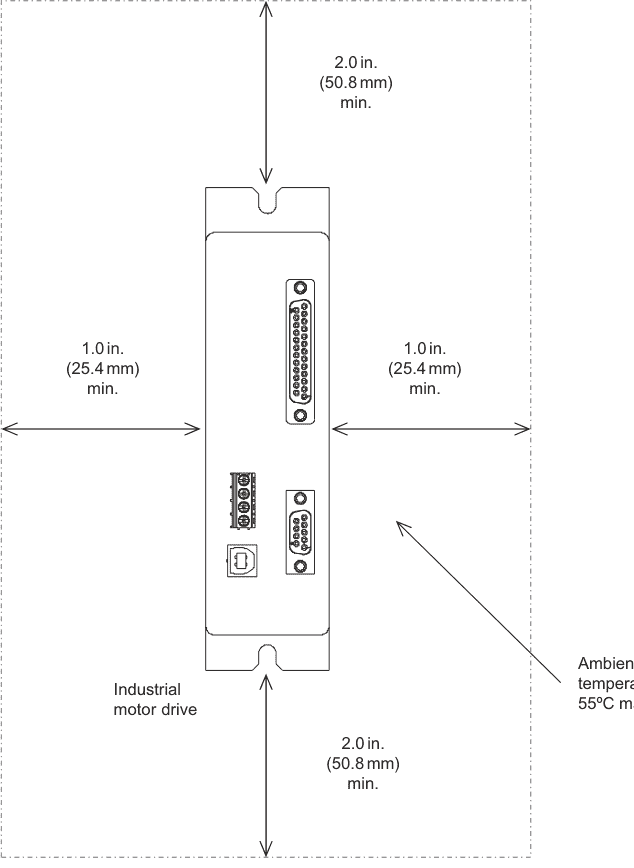 2.0 in.
(50.8 mm)
min.
1.0 in.
(25.4 mm)
min.
1.0 in.
(25.4 mm)
min.
Industrial
motor drive
2.0 in.
(50.8 mm)
min.
55ºC